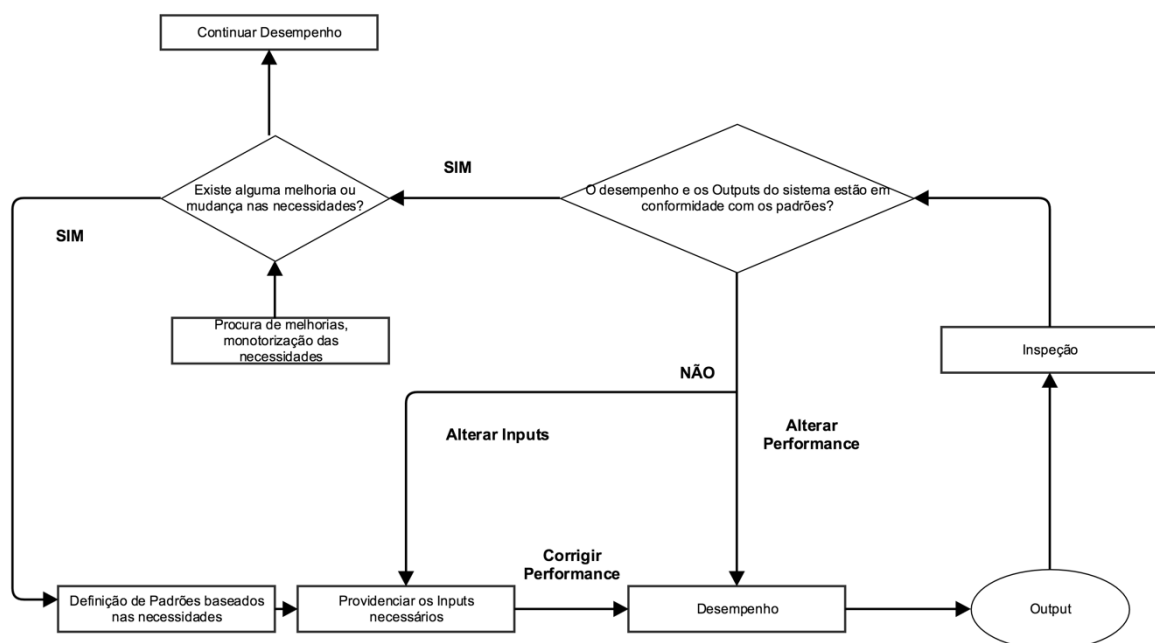 Continuar Desempenho
SIM
Existe alguma melhoria ou
mudança nas necessidades?
O desempenho e os Outputs do sistema estão em
conformidade com os padrões?
SIM
Procura de melhorias,
monotorização das
necessidades
Inspeção
NÃO
Alterar Inputs
Alterar
Performance
Corrigir
Performance
Definição de Padrões baseados
nas necessidades
Providenciar os Inputs
necessários
Desempenho
Output